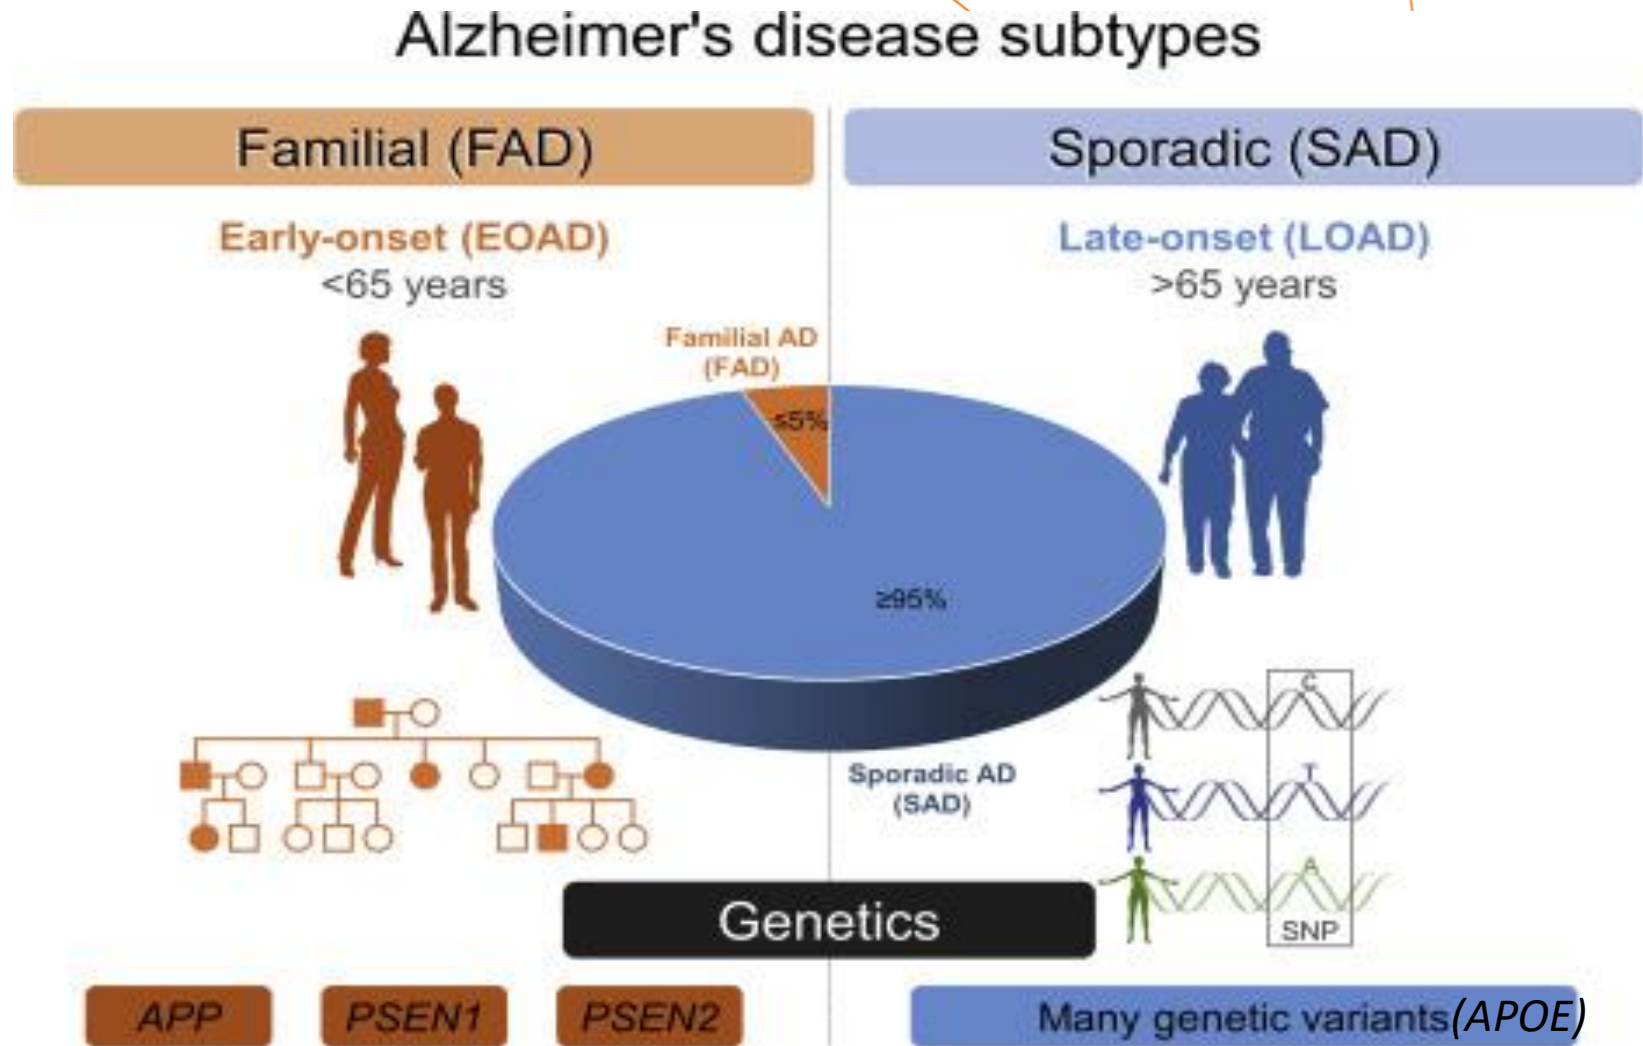 Alzheimer's disease subtypes
Familial (FAD)
Sporadic (SAD)
Early-onset (EOAD)
<65 years
Late-onset (LOAD)
>65 years
Familial AD
(FAD)
≤5%
≥95%
Sporadic AD
(SAD)
C
T
A
SNP
Genetics
APP
PSEN1
PSEN2
Many genetic variants (APOE)